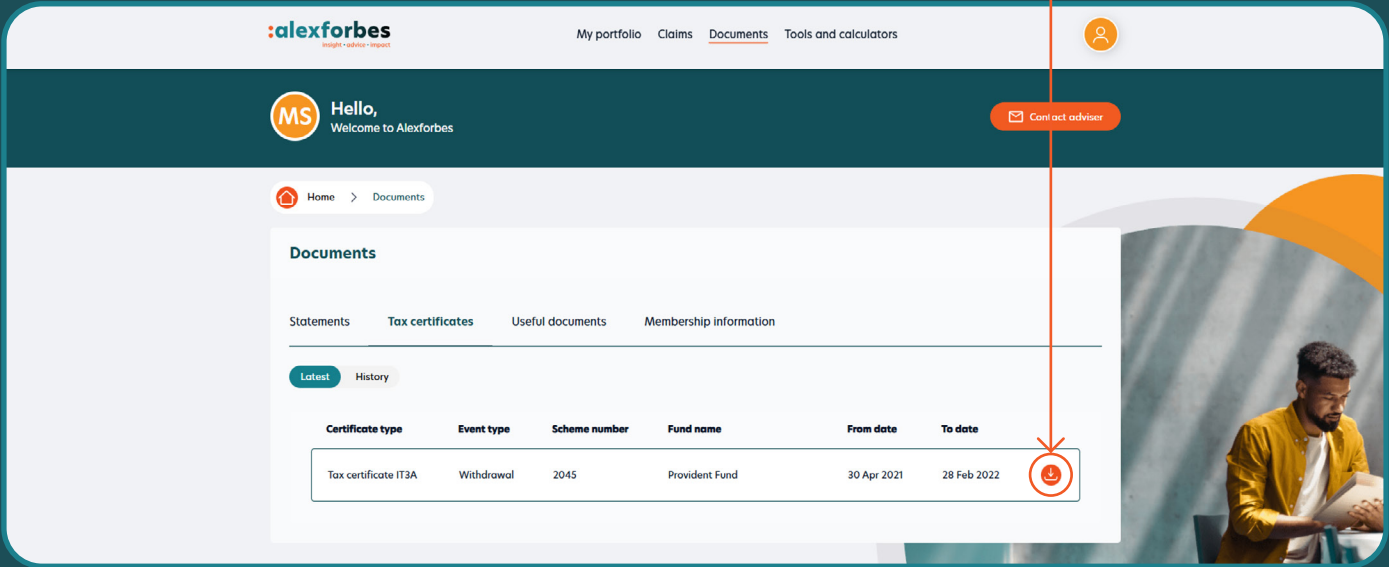 :alexforbes
insight • advice • impact
My portfolio Claims Documents Tools and calculators
MS
Hello,
Welcome to Alexforbes
Contact adviser
Home > Documents
Documents
Statements Tax certificates Useful documents Membership information
Latest History
Certificate type Event type Scheme number Fund name From date To date
Tax certificate IT3A Withdrawal 2045 Provident Fund 30 Apr 2021 28 Feb 2022